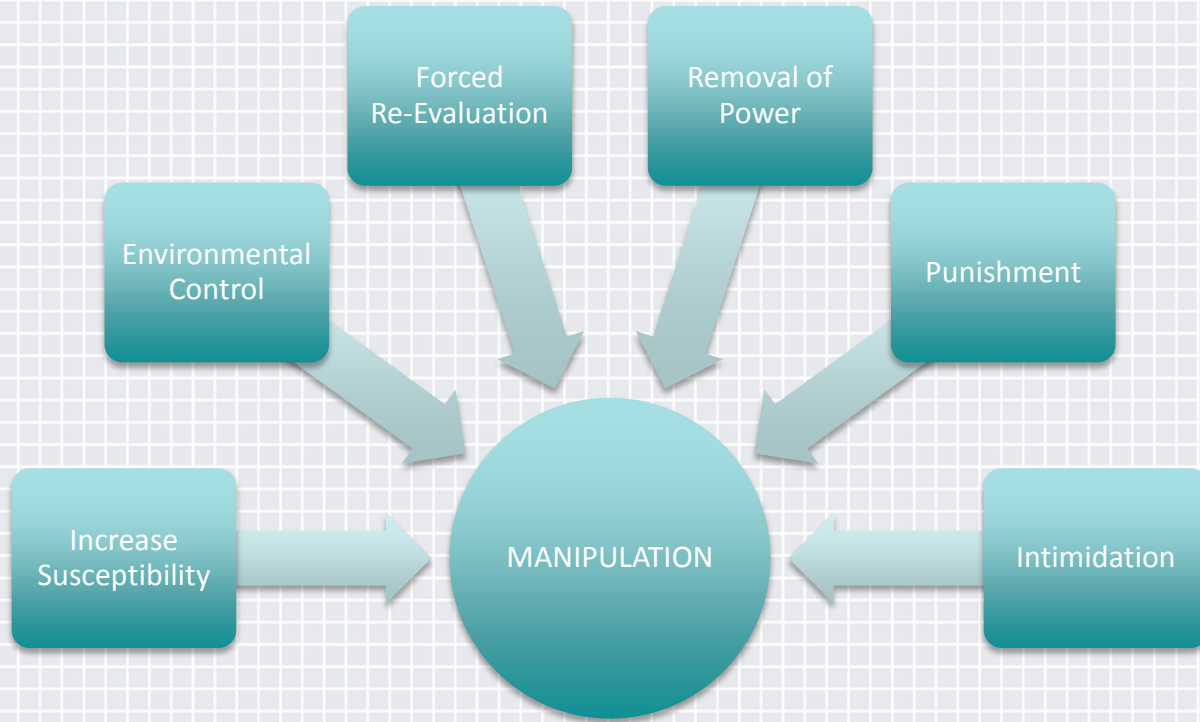 Forced
Re-Evaluation
Removal of
Power
Environmental
Control
Punishment
Increase
Susceptibility
MANIPULATION
Intimidation